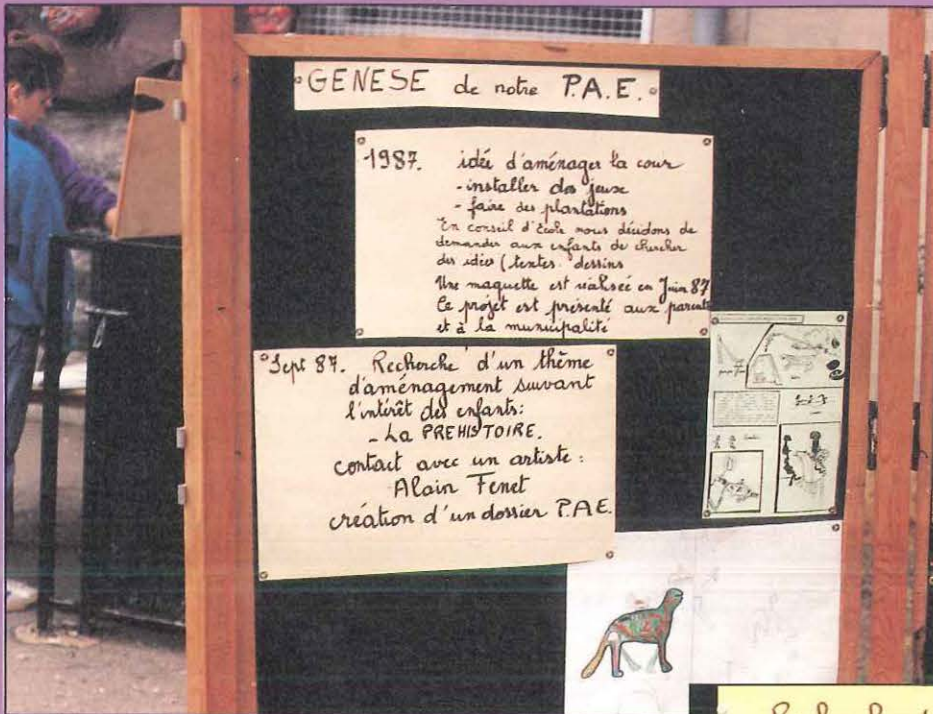 GENESE de notre P.A.E.
1987. idée d'aménager la cour
- installer des jeux
- faire des plantations
En conseil d'École nous décidons de
demander aux enfants de chercher
des idées (textes. dessins
Une maquette est réalisée en Juin 87
Ce projet est présenté aux parents
et à la municipalité
Sept 87. Recherche d'un thème
d'aménagement suivant
l'intérêt des enfants:
- La PREHISTOIRE.
contact avec un artiste :
Alain Fenet
création d'un dossier P.A.E.